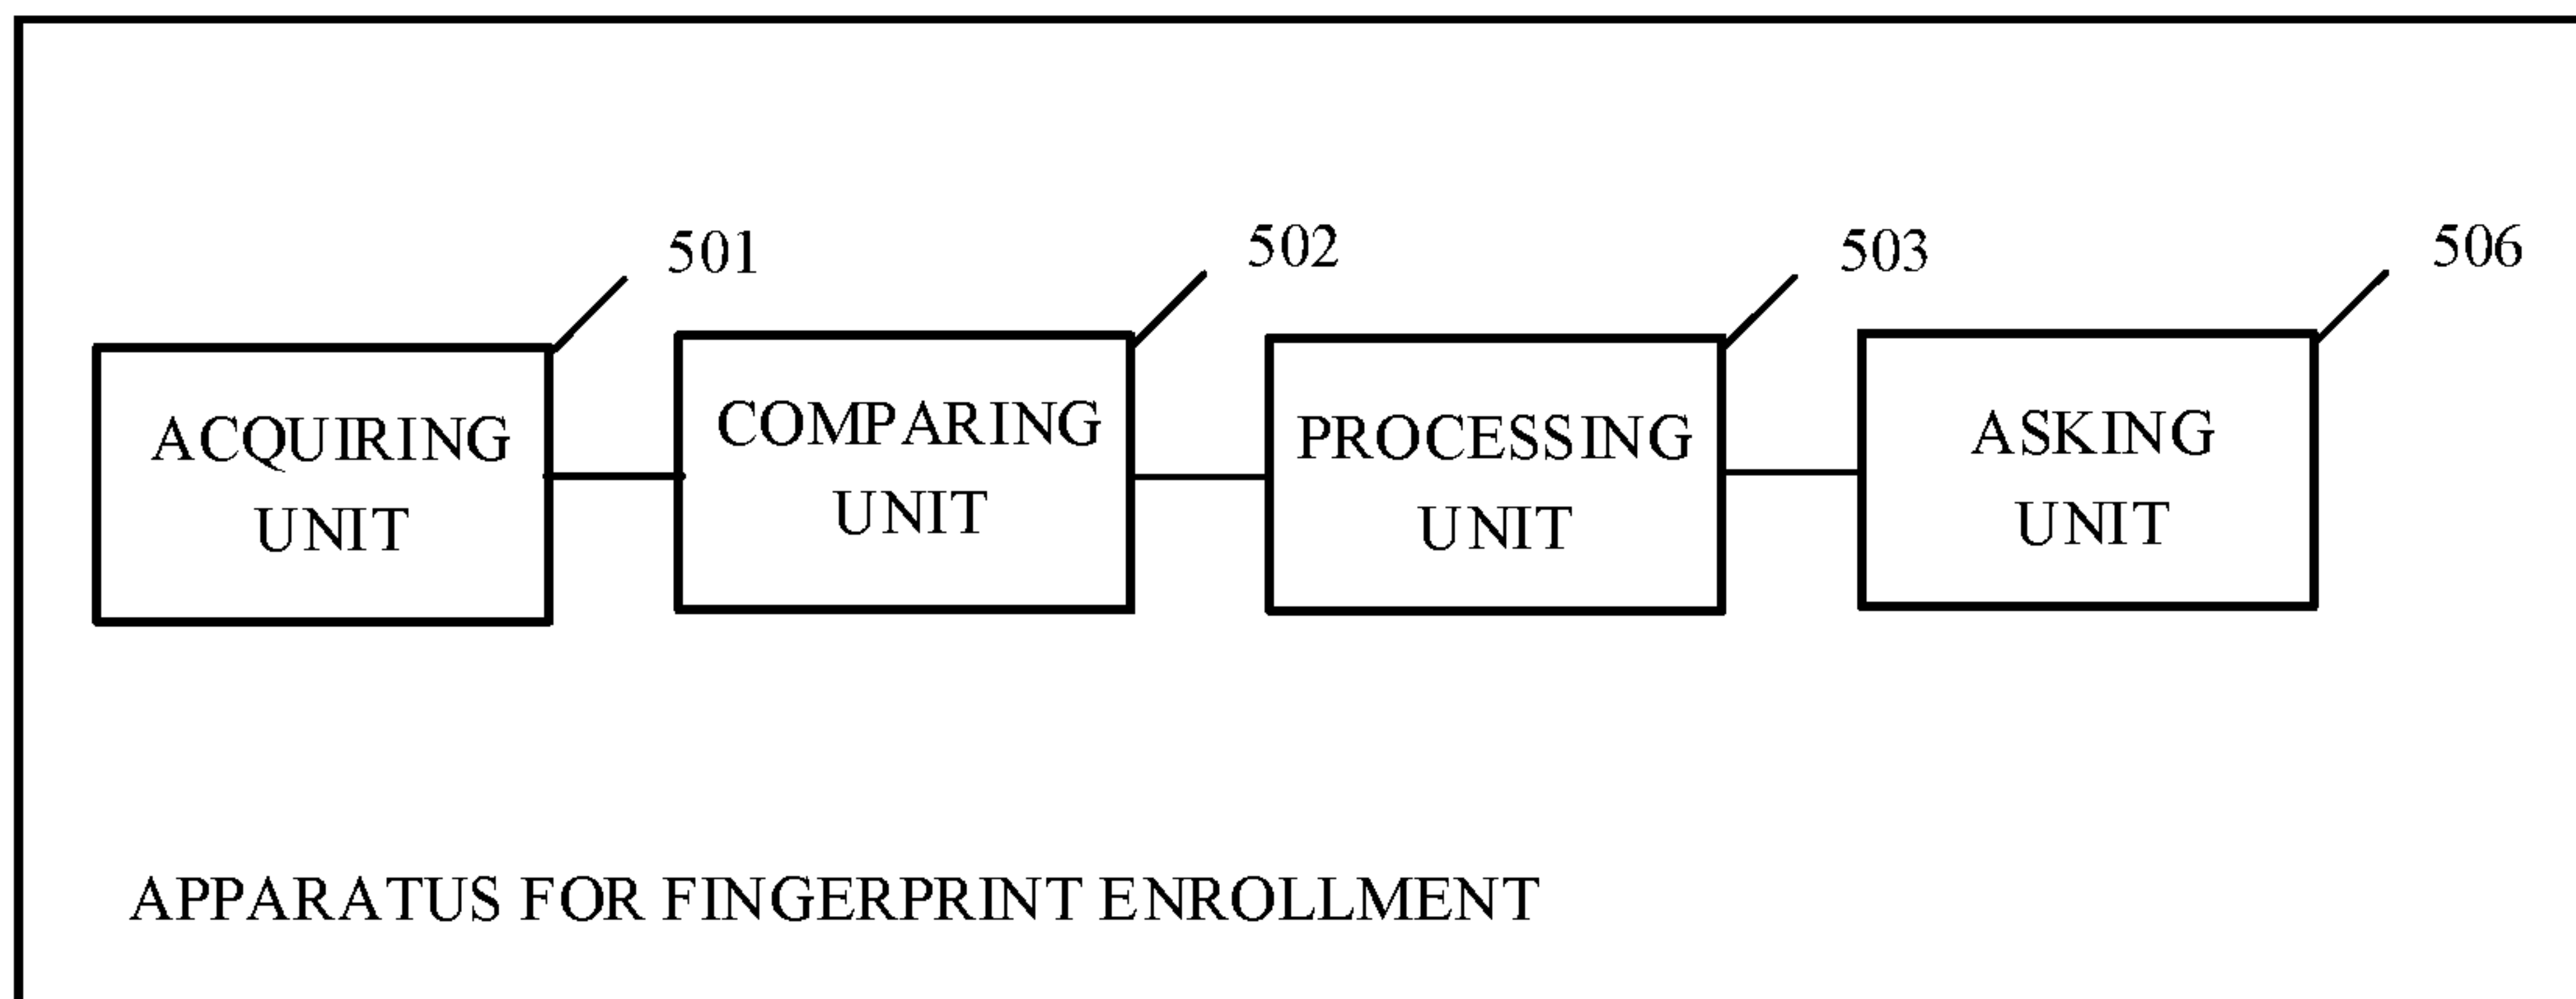 501
502
503
506
ACQUIRING
UNIT
COMPARING
UNIT
PROCESSING
UNIT
ASKING
UNIT
APPARATUS FOR FINGERPRINT ENROLLMENT